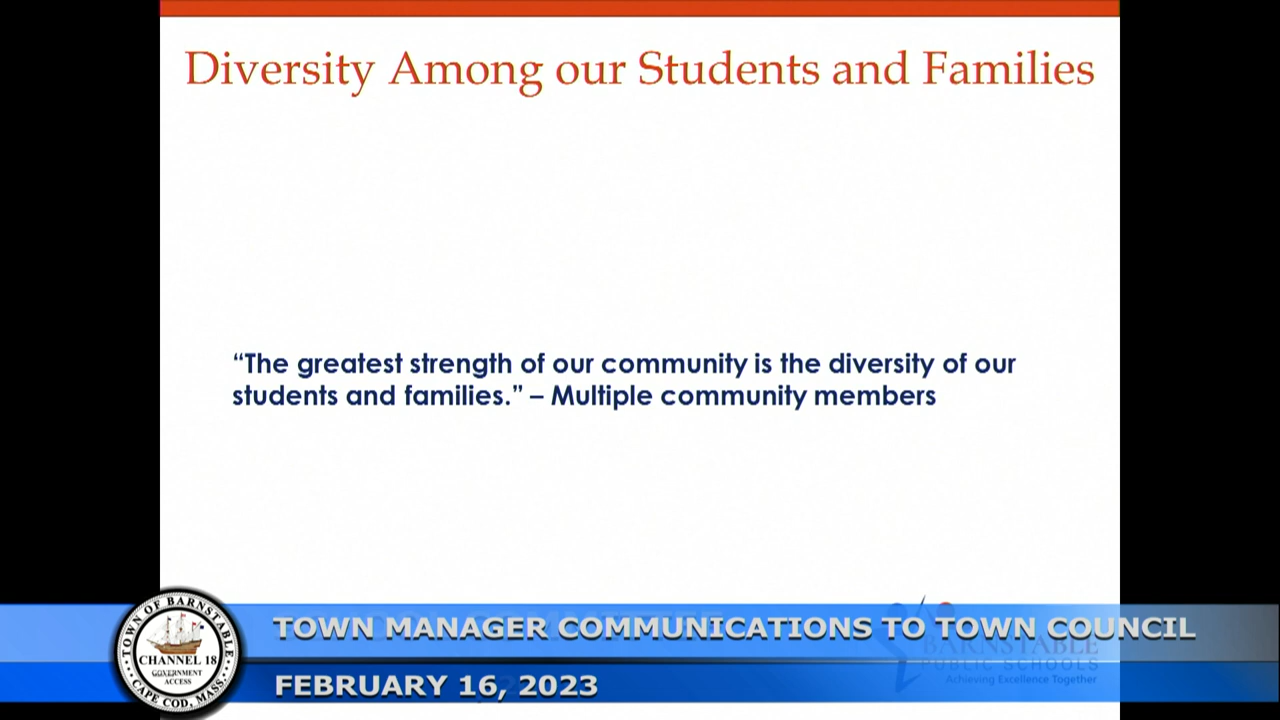 Diversity Among our Students and Families
“The greatest strength of our community is the diversity of our
students and families.” – Multiple community members
TOWN MANAGER COMMUNICATIONS TO TOWN COUNCIL
FEBRUARY 16, 2023
TOWN OF BARNSTABLE
CHANNEL 18
GOVERNMENT
ACCESS
CAPE COD, MASS.
BARNSTABLE
PUBLIC SCHOOLS
Achieving Excellence Together